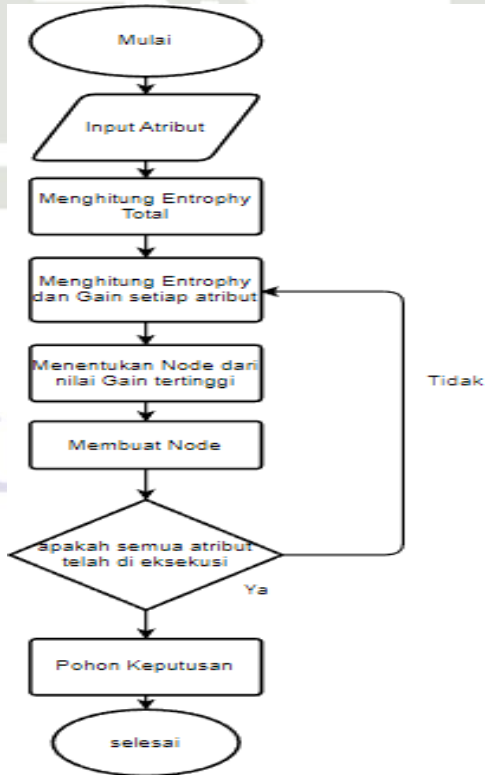 Mulai
Input Atribut
Menghitung Entrophy
Total
Menghitung Entrophy
dan Gain setiap atribut
Menentukan Node dari
nilai Gain tertinggi
Tidak
Membuat Node
apakah semua atribut
telah di eksekusi
Ya
Pohon Keputusan
selesai